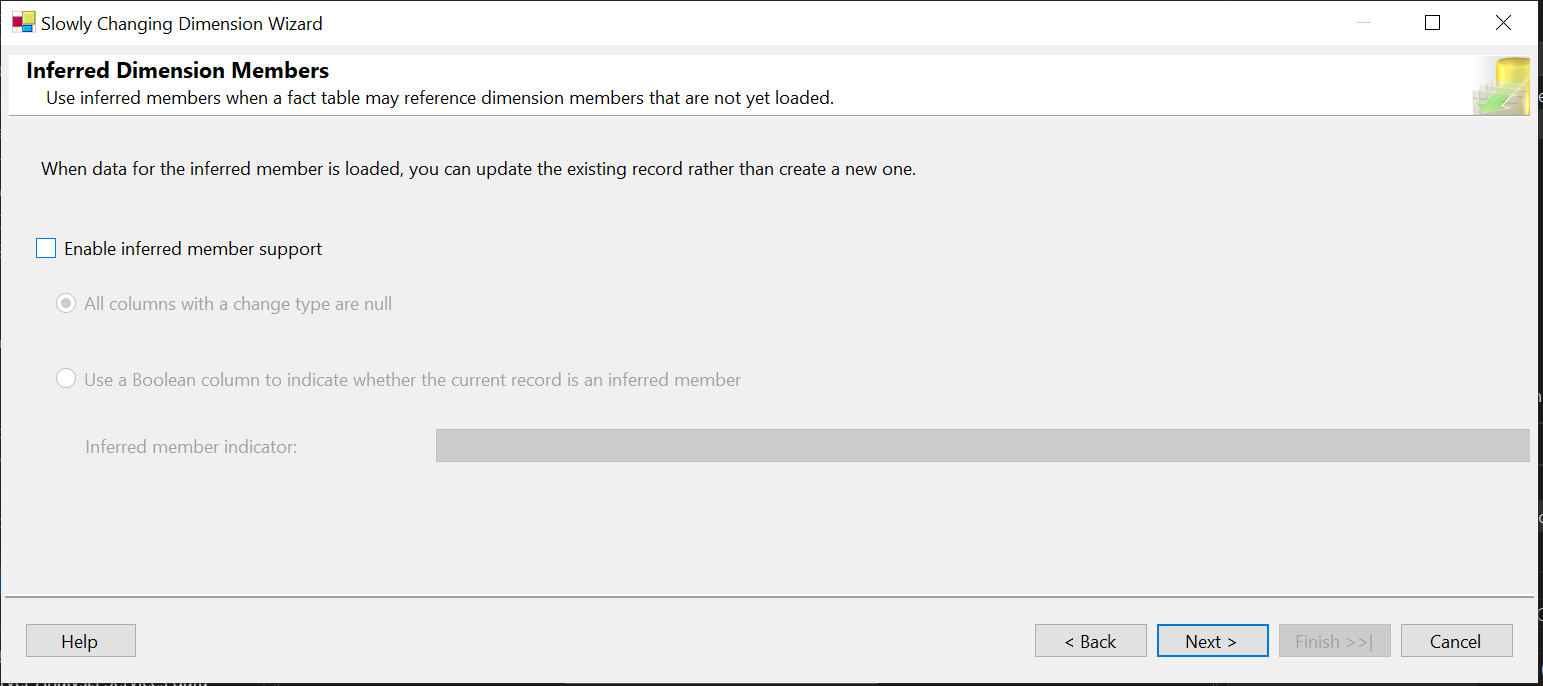 Slowly Changing Dimension Wizard
Inferred Dimension Members
Use inferred members when a fact table may reference dimension members that are not yet loaded.
When data for the inferred member is loaded, you can update the existing record rather than create a new one.
Enable inferred member support
All columns with a change type are null
Use a Boolean column to indicate whether the current record is an inferred member
Inferred member indicator:
Help
< Back
Next >
Finish >>|
Cancel